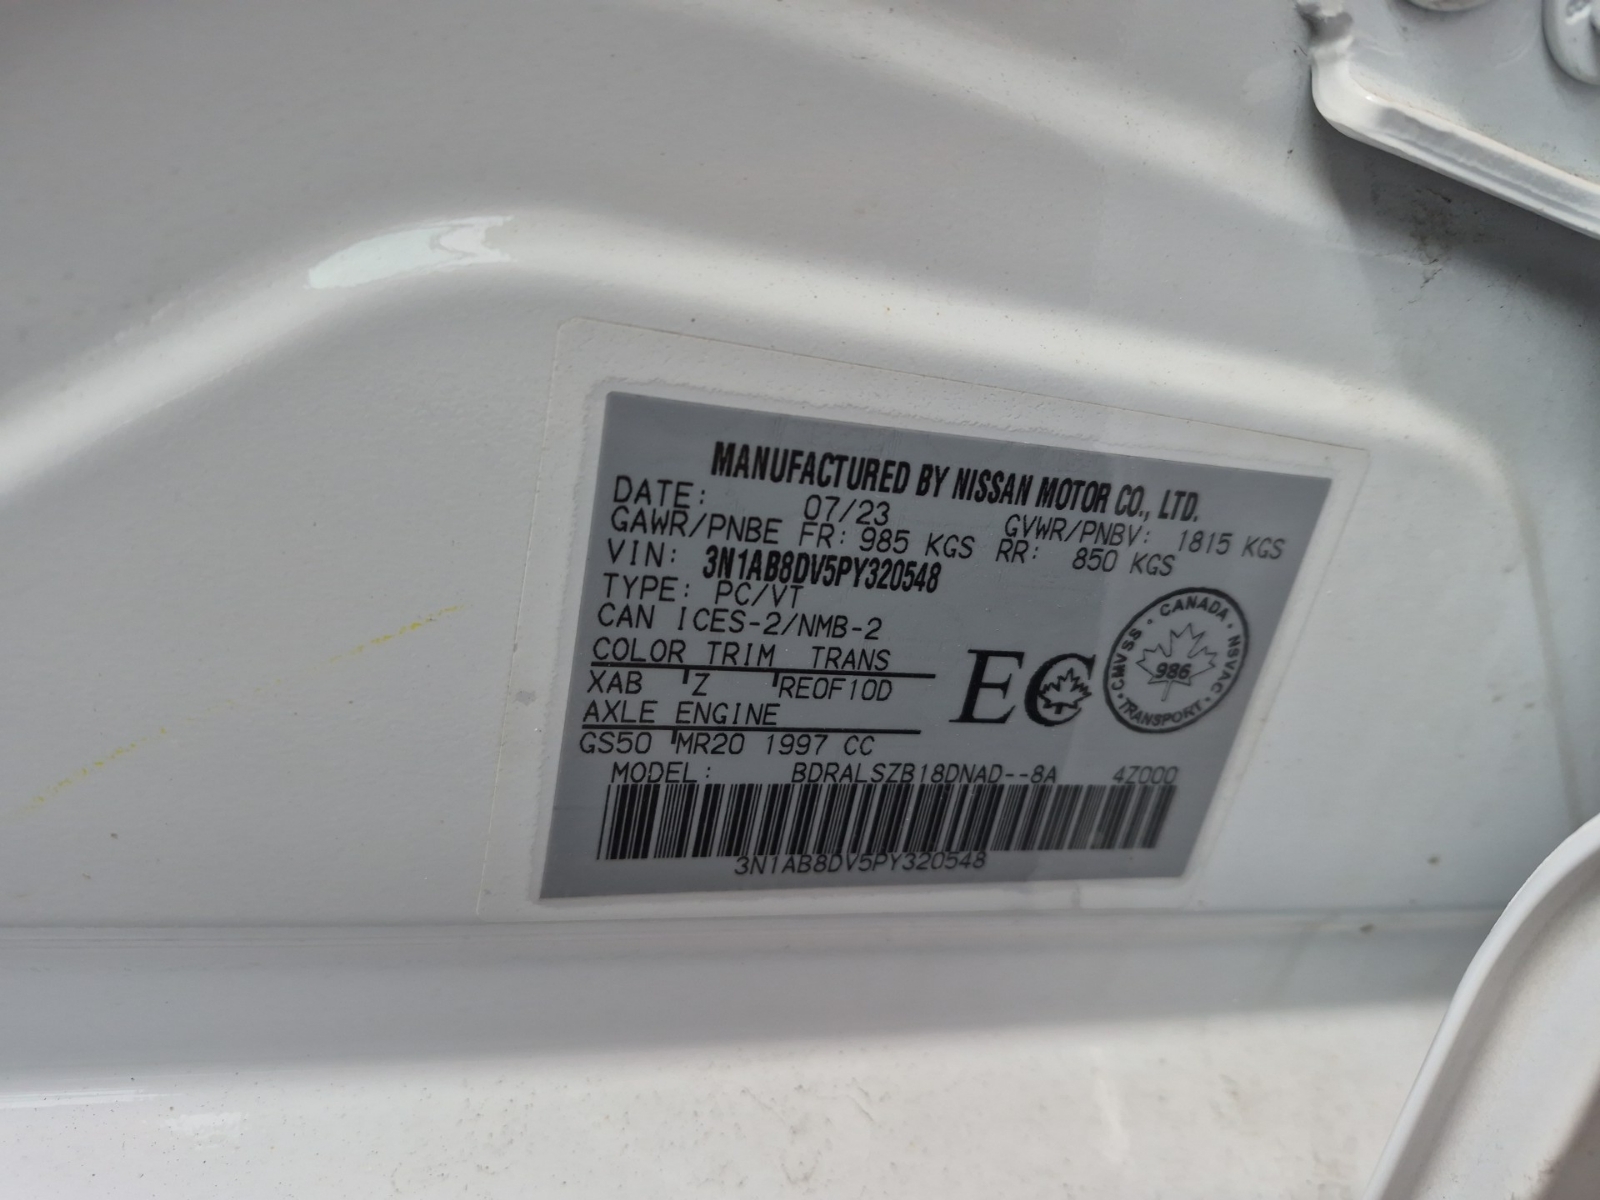 MANUFACTURED BY NISSAN MOTOR CO., LTD.
DATE: 07/23 GVWR/PNBV: 1815 KGS
GAWR/PNBE FR: 985 KGS RR: 850 KGS
VIN: 3N1AB8DV5PY320548
TYPE: PC/VT
CAN ICES-2/NMB-2
COLOR TRIM TRANS
XAB Z RE0F10D
AXLE ENGINE
GS50 MR20 1997 CC
EC
CANADA · NSVAC · TRANSPORT · CMVSS ·
986
MODEL: BDRALSZB18DNAD--8A 4Z000
3N1AB8DV5PY320548